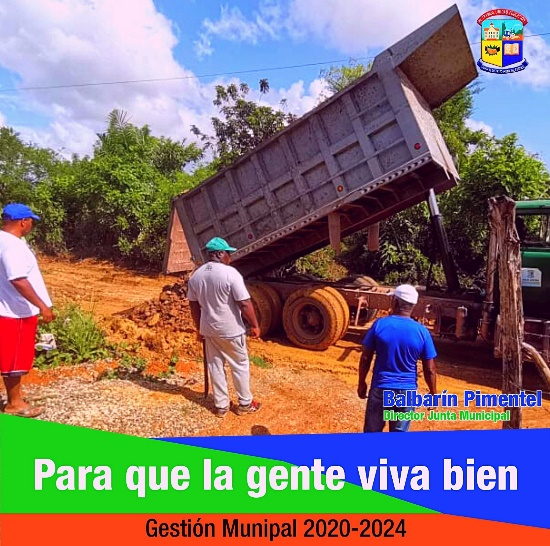 Balbarín Pimentel
Director Junta Municipal
Para que la gente viva bien
Gestión Munipal 2020-2024